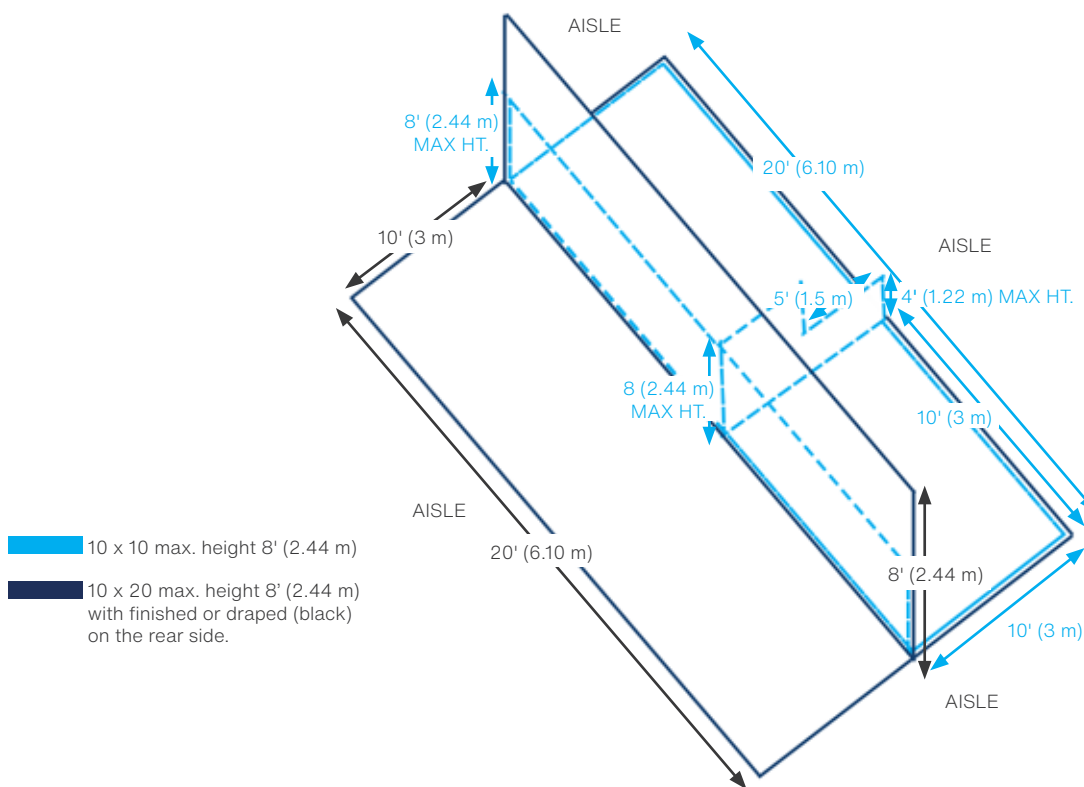 AISLE
8' (2.44 m)
MAX HT.
20' (6.10 m)
10' (3 m)
AISLE
5' (1.5 m)
4' (1.22 m) MAX HT.
8 (2.44 m)
MAX HT.
10' (3 m)
AISLE
20' (6.10 m)
10 x 10 max. height 8' (2.44 m)
8' (2.44 m)
10 x 20 max. height 8’ (2.44 m)
with finished or draped (black)
on the rear side.
10' (3 m)
AISLE